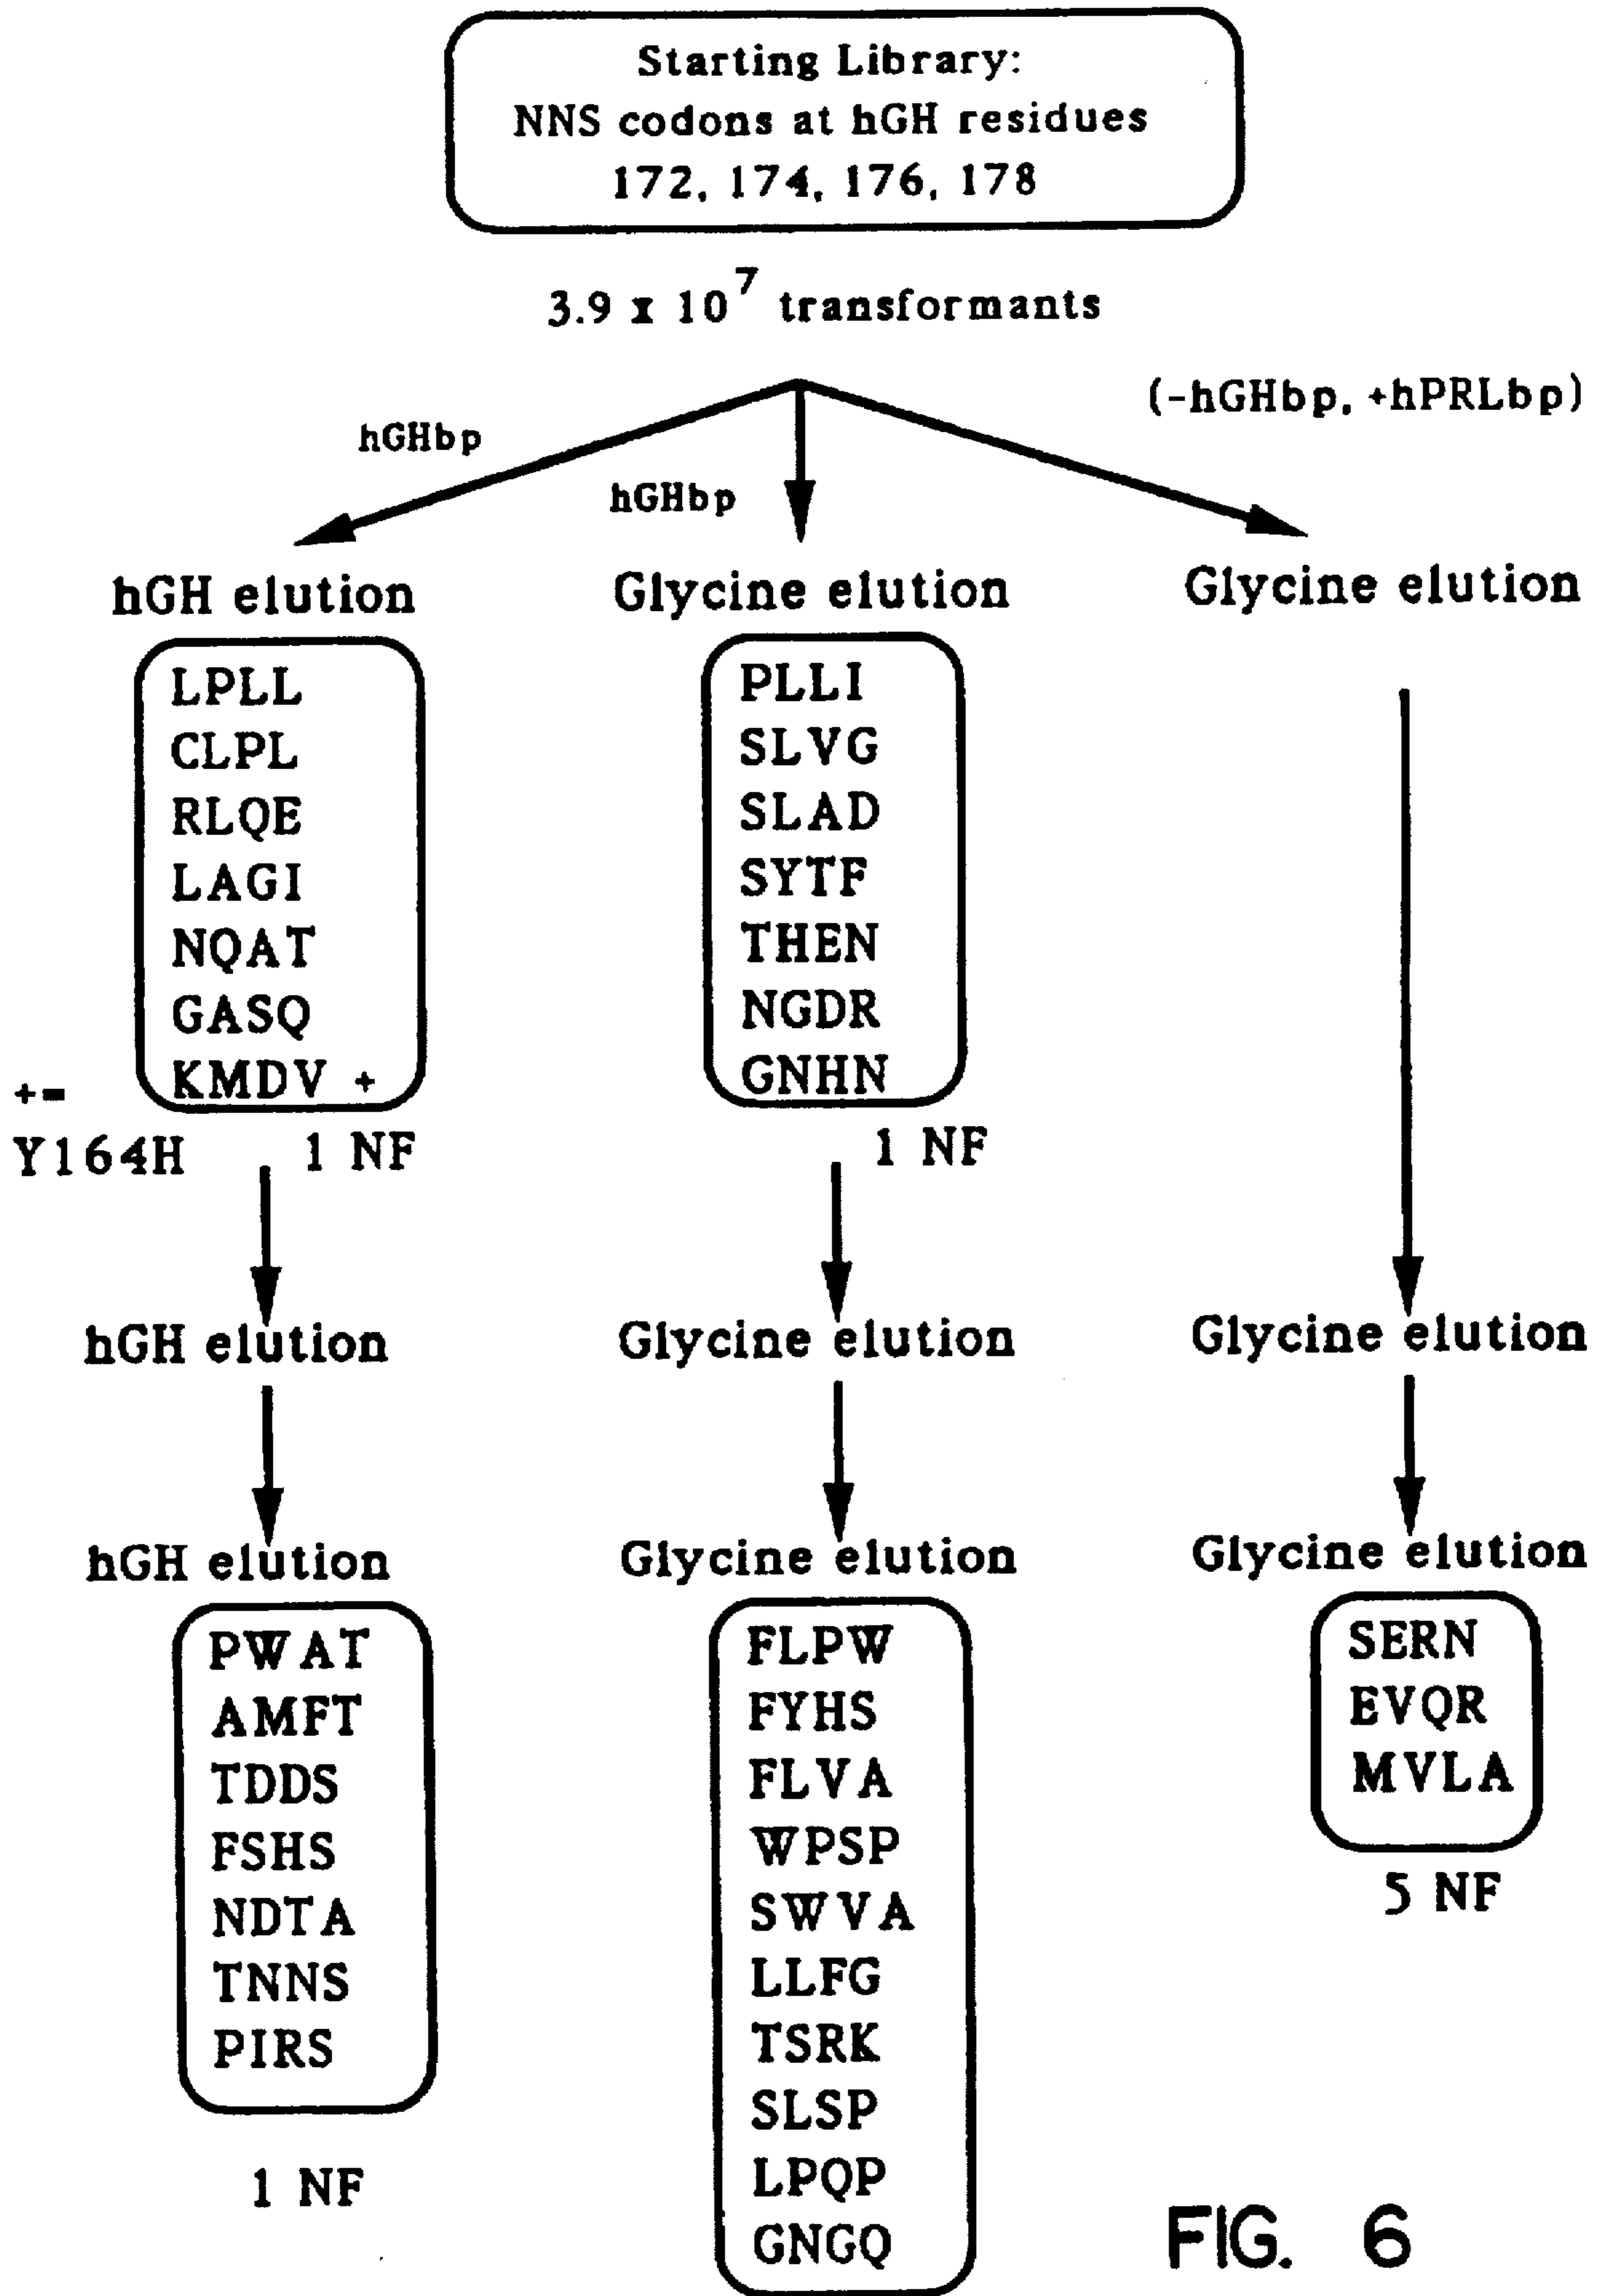 Starting Library:
NNS codons at hGH residues
172, 174, 176, 178
3.9 x 10⁷ transformants
(-hGHbp, +hPRLbp)
hGHbp
hGHbp
hGH elution
LPLL
CLPL
RLQE
LAGI
NQAT
GASQ
KMDV +
+=
Y164H
1 NF
hGH elution
hGH elution
PWAT
AMFT
TDDS
FSHS
NDTA
TNNS
PIRS
1 NF
Glycine elution
PLLI
SLVG
SLAD
SYTF
THEN
NGDR
GNHN
1 NF
Glycine elution
Glycine elution
FLPW
FYHS
FLVA
WPSP
SWVA
LLFG
TSRK
SLSP
LPQP
GNGQ
Glycine elution
Glycine elution
Glycine elution
SERN
EVQR
MVLA
5 NF
FIG. 6